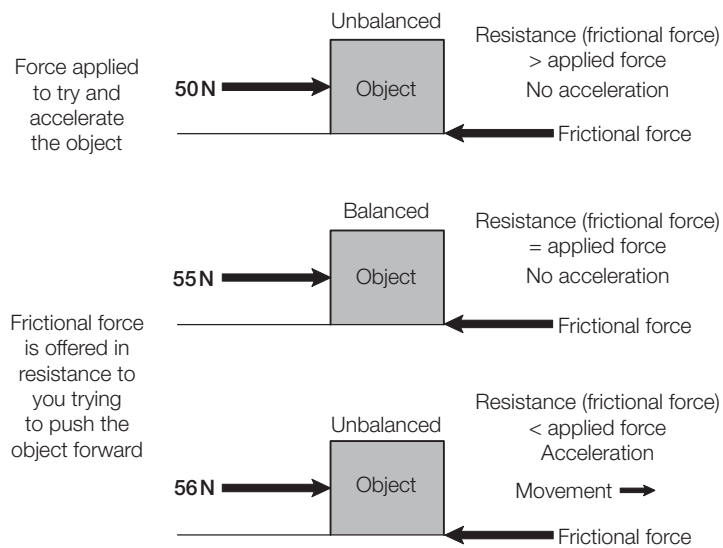 Unbalanced
Force applied
to try and
accelerate
the object
50 N
Object
Resistance (frictional force)
> applied force
No acceleration
Frictional force
Balanced
55 N
Object
Resistance (frictional force)
= applied force
No acceleration
Frictional force
Frictional force
is offered in
resistance to
you trying
to push the
object forward
Unbalanced
56 N
Object
Resistance (frictional force)
< applied force
Acceleration
Movement
Frictional force